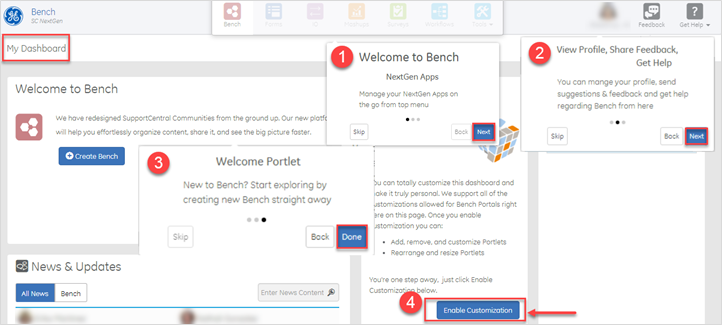 Bench
SC NextGen
Bench
Feedback
Get Help
My Dashboard
Welcome to Bench
We have redesigned SupportCentral Communities from the ground up. Our new
will help you effortlessly organize content, share it, and see the big picture faster.
Create Bench
1
Welcome to Bench
NextGen Apps
Manage your NextGen Apps on
the go from top menu
Skip
Back
Next
2
View Profile, Share Feedback,
Get Help
You can mange your profile, send
suggestions & feedback and get help
regarding Bench from here
Skip
Back
Next
3
Welcome Portlet
New to Bench? Start exploring by
creating new Bench straight away
Skip
Back
Done
You can totally customize this dashboard and
make it truly personal. We support all of the
customizations allowed for Bench Portals right
here on this page. Once you enable
customization you can:
• Add, remove, and customize Portlets
• Rearrange and resize Portlets
You're one step away, just click Enable
Customization below.
4
Enable Customization
News & Updates
All News
Bench
Enter News Content